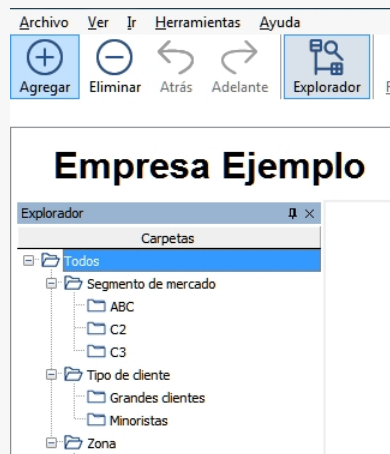 Archivo Ver Ir Herramientas Ayuda
Agregar Eliminar Atrás Adelante Explorador
Empresa Ejemplo
Explorador
Carpetas
Todos
Segmento de mercado
ABC
C2
C3
Tipo de cliente
Grandes clientes
Minoristas
Zona